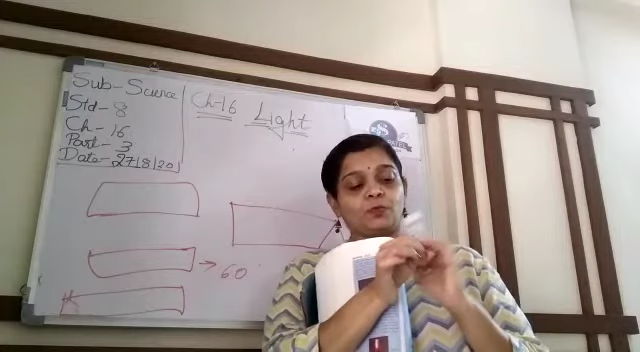 Sub-Science
Std-8
Ch-16
Part-3
Date-27/8/20
Ch-16 Light
→ 60°